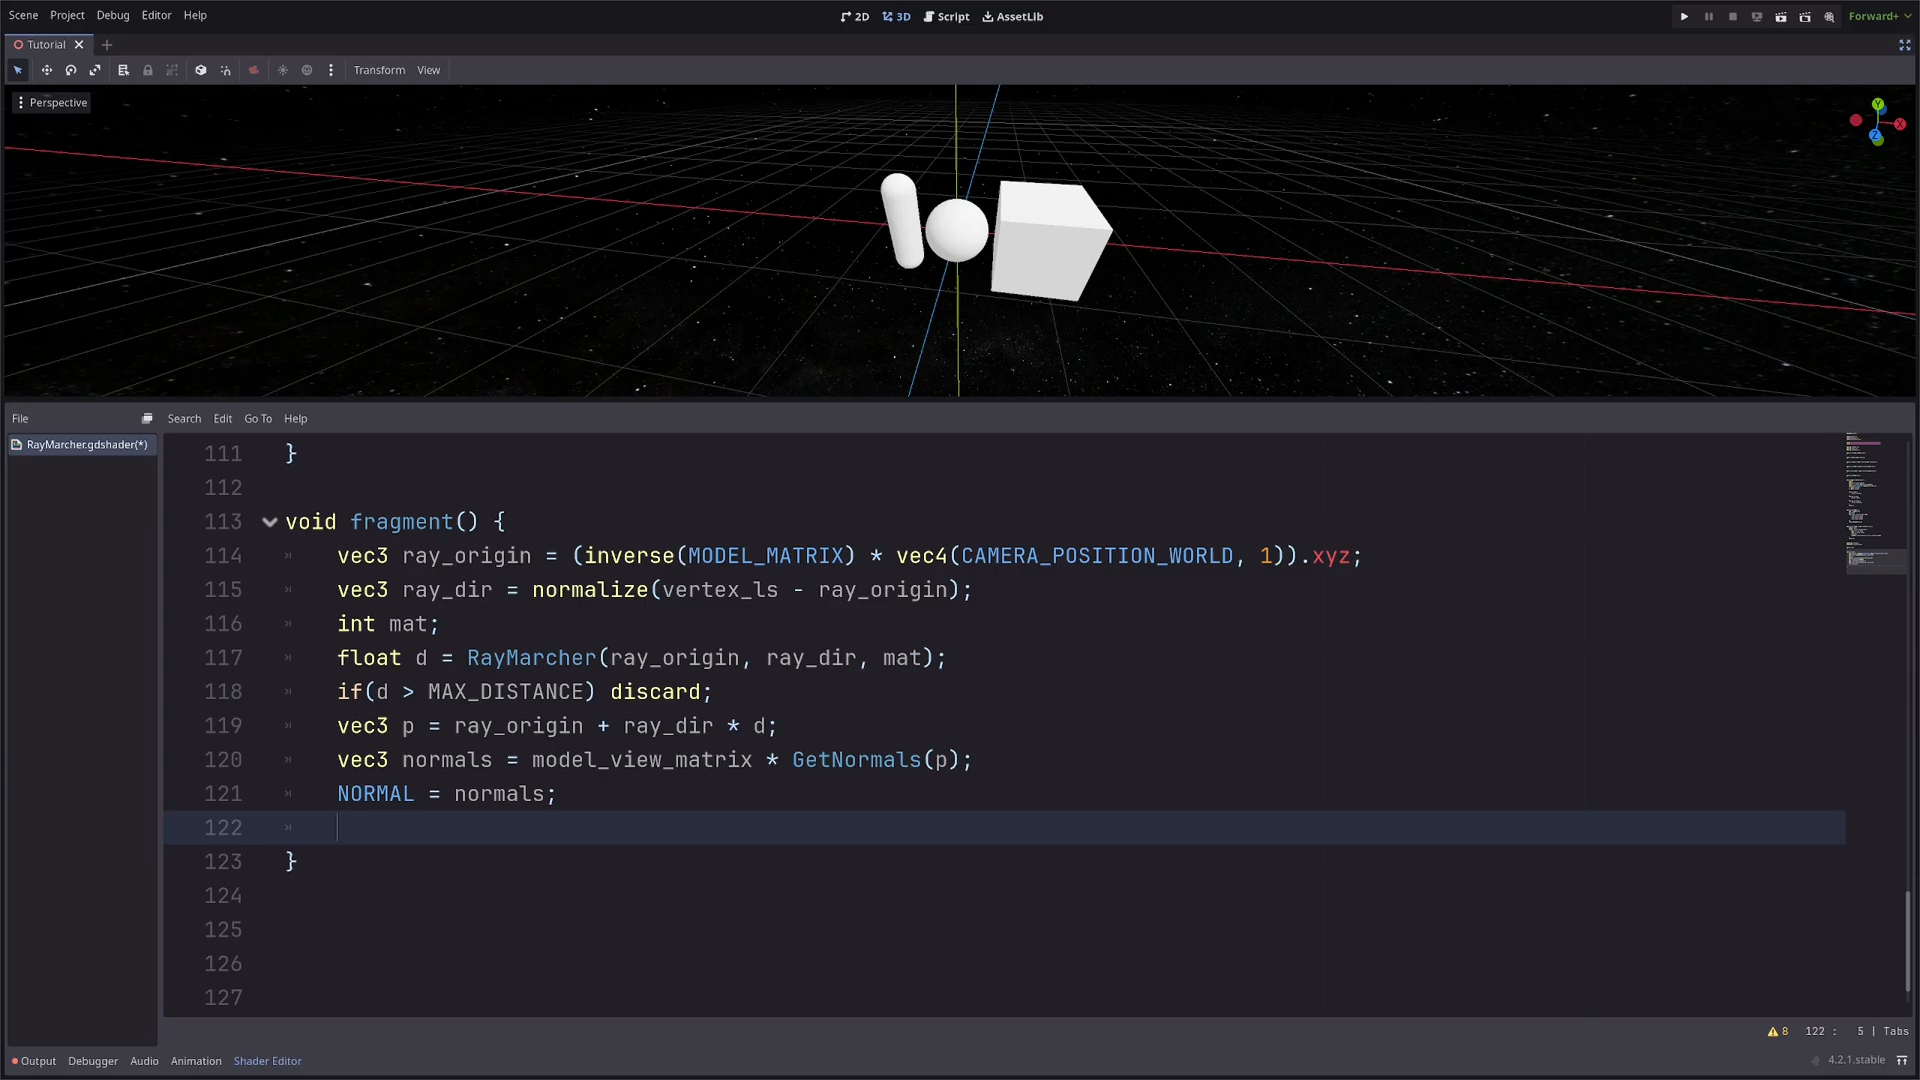 Scene Project Debug Editor Help 2D 3D Script AssetLib Forward+
Tutorial
Transform View
Perspective
Y
X
Z
File Search Edit Go To Help
RayMarcher.gdshader(*)
111 }
112
113 void fragment() {
114 vec3 ray_origin = (inverse(MODEL_MATRIX) * vec4(CAMERA_POSITION_WORLD, 1)).xyz;
115 vec3 ray_dir = normalize(vertex_ls - ray_origin);
116 int mat;
117 float d = RayMarcher(ray_origin, ray_dir, mat);
118 if(d > MAX_DISTANCE) discard;
119 vec3 p = ray_origin + ray_dir * d;
120 vec3 normals = model_view_matrix * GetNormals(p);
121 NORMAL = normals;
122
123 }
124
125
126
127
8 122 : 5 | Tabs
Output Debugger Audio Animation Shader Editor 4.2.1.stable